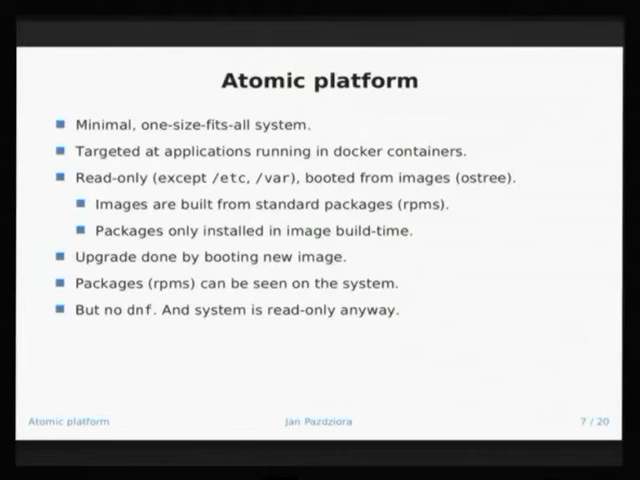 Atomic platform
Minimal, one-size-fits-all system.
Targeted at applications running in docker containers.
Read-only (except /etc, /var), booted from images (ostree).
Images are built from standard packages (rpms).
Packages only installed in image build-time.
Upgrade done by booting new image.
Packages (rpms) can be seen on the system.
But no dnf. And system is read-only anyway.
Atomic platform
Jan Pazdziora
7 / 20